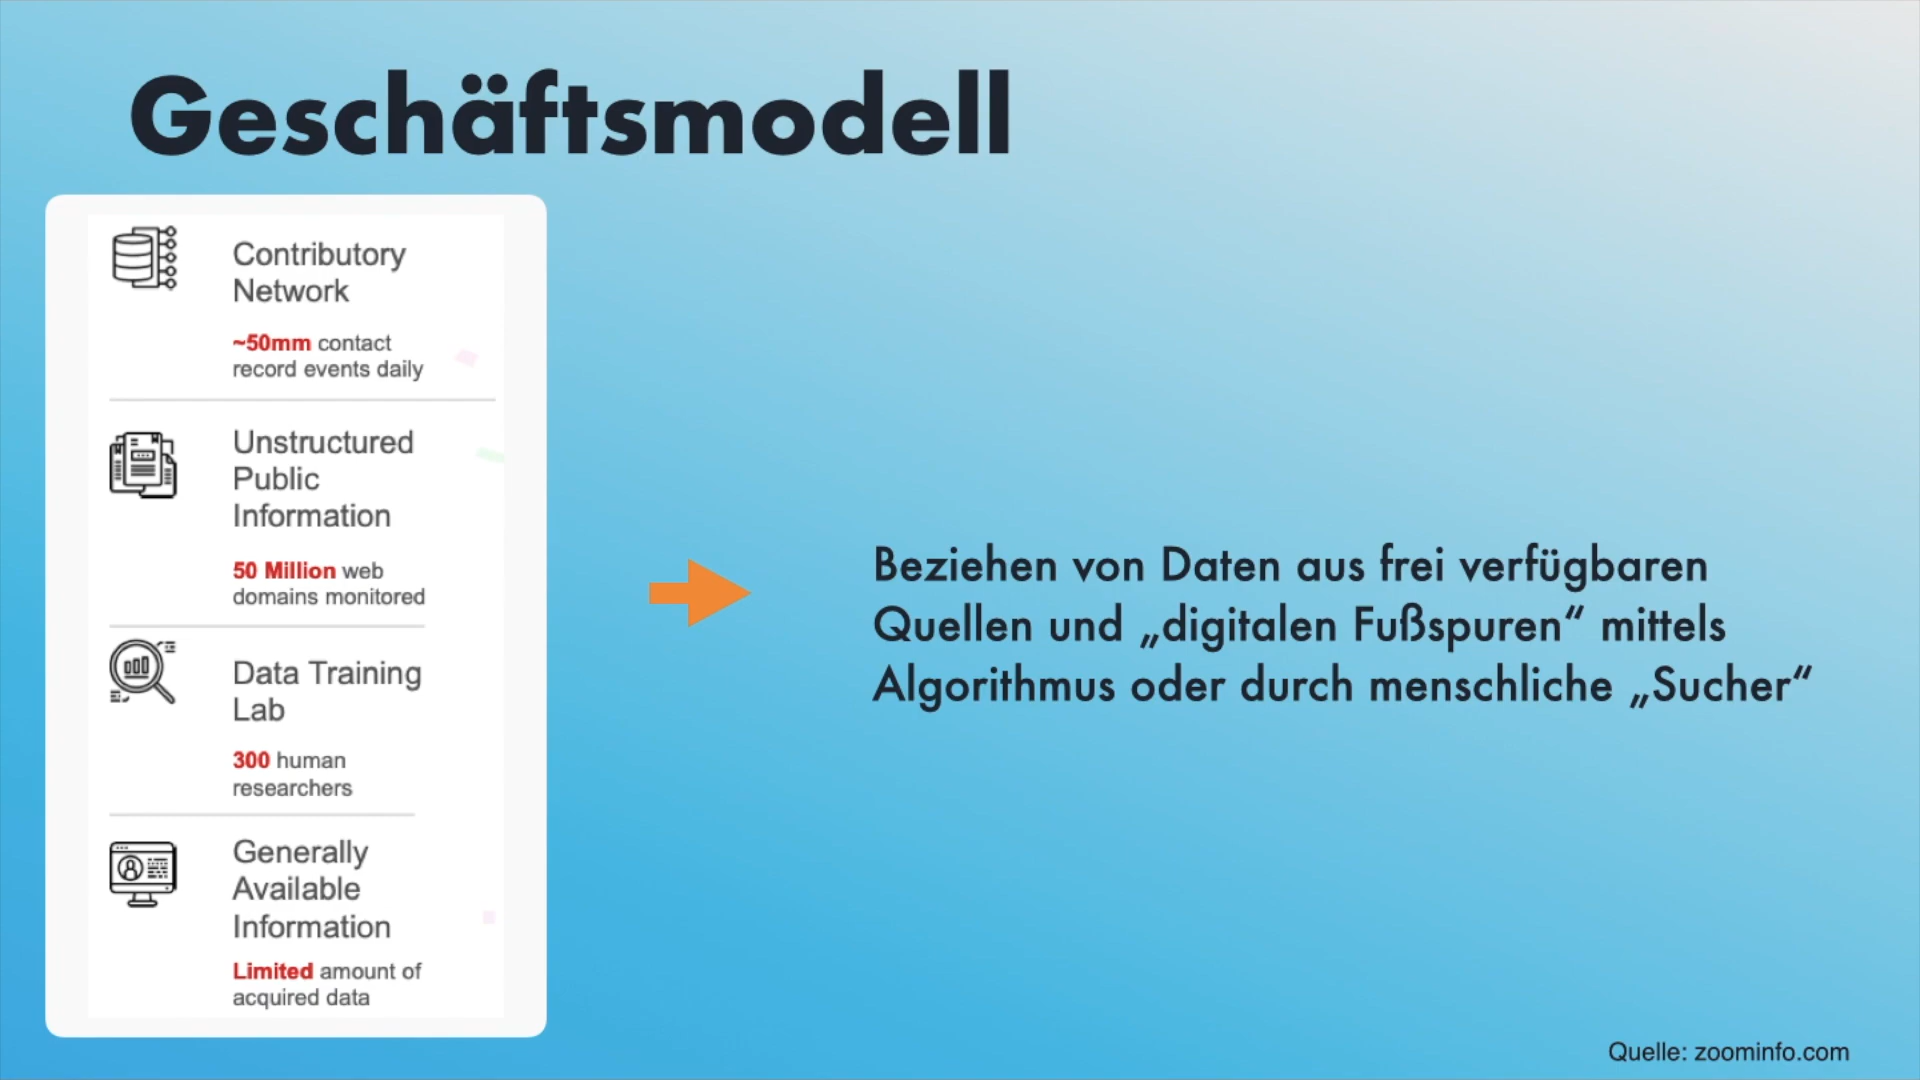 Geschäftsmodell
Contributory
Network
~50mm contact
record events daily
Unstructured
Public
Information
50 Million web
domains monitored
Data Training
Lab
300 human
researchers
Generally
Available
Information
Limited amount of
acquired data
Beziehen von Daten aus frei verfügbaren
Quellen und „digitalen Fußspuren“ mittels
Algorithmus oder durch menschliche „Sucher“
Quelle: zoominfo.com